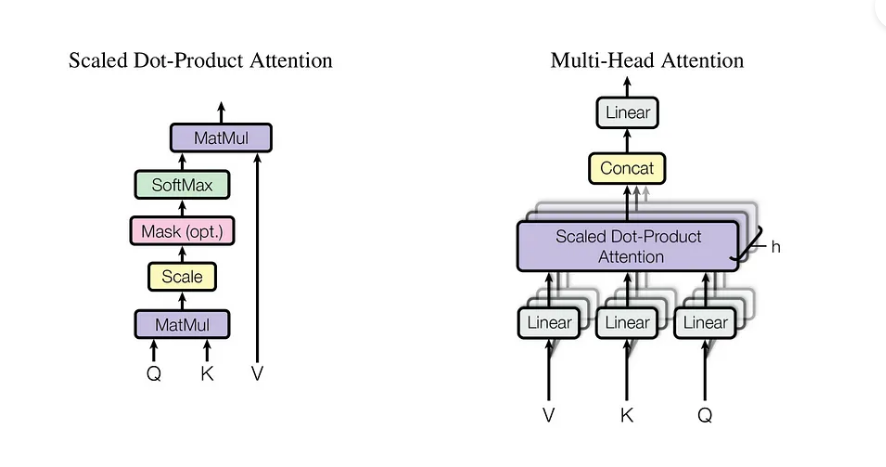 Scaled Dot-Product Attention
MatMul
SoftMax
Mask (opt.)
Scale
MatMul
Q K V
Multi-Head Attention
Linear
Concat
Scaled Dot-Product
Attention
h
Linear Linear Linear
V K Q